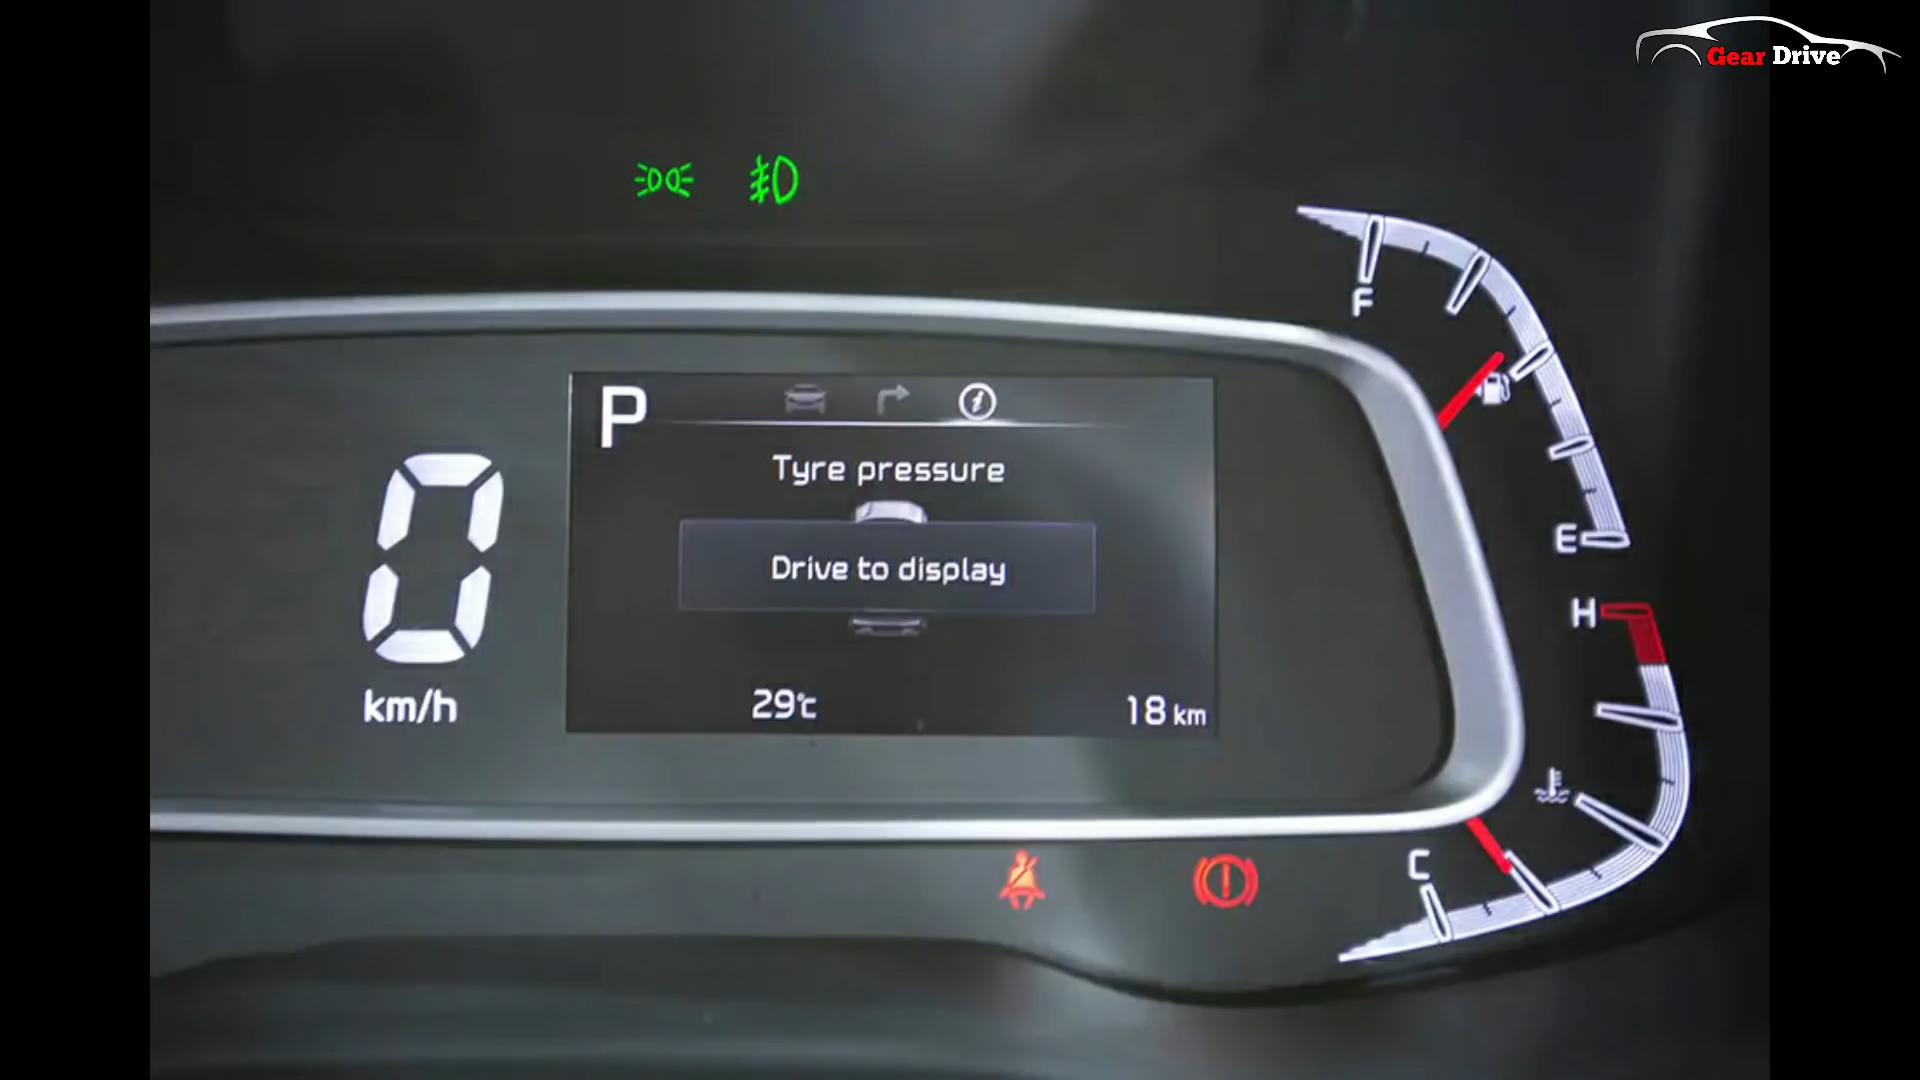 Gear Drive
F
P
Tyre pressure
0
Drive to display
E
H
km/h
29°c
18 km
C